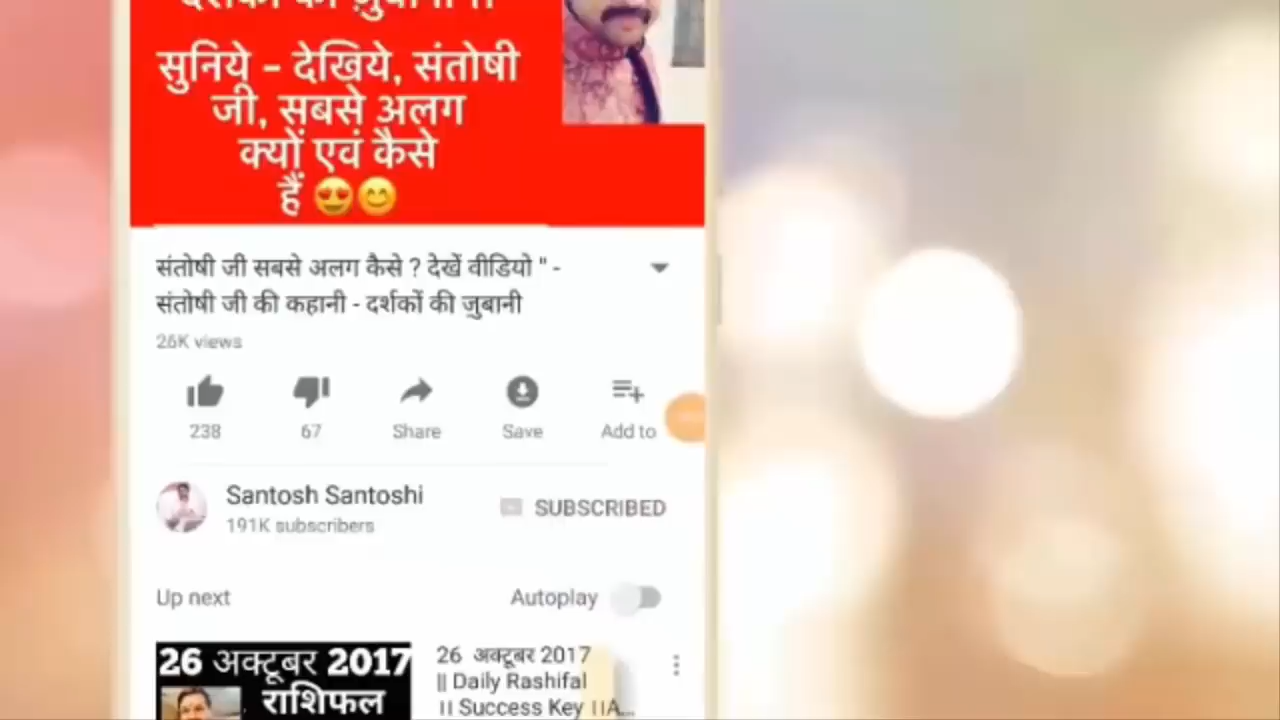 सुनिये - देखिये, संतोषी
जी, सबसे अलग
क्यों एवं कैसे
हैं 😍😊
संतोषी जी सबसे अलग कैसे ? देखें वीडियो " -
संतोषी जी की कहानी - दर्शकों की जुबानी
26K views
238
67
Share
Save
Add to
Santosh Santoshi
191K subscribers
SUBSCRIBED
Up next
Autoplay
26 अक्टूबर 2017
राशिफल
26 अक्टूबर 2017
|| Daily Rashifal
।। Success Key ।।A...